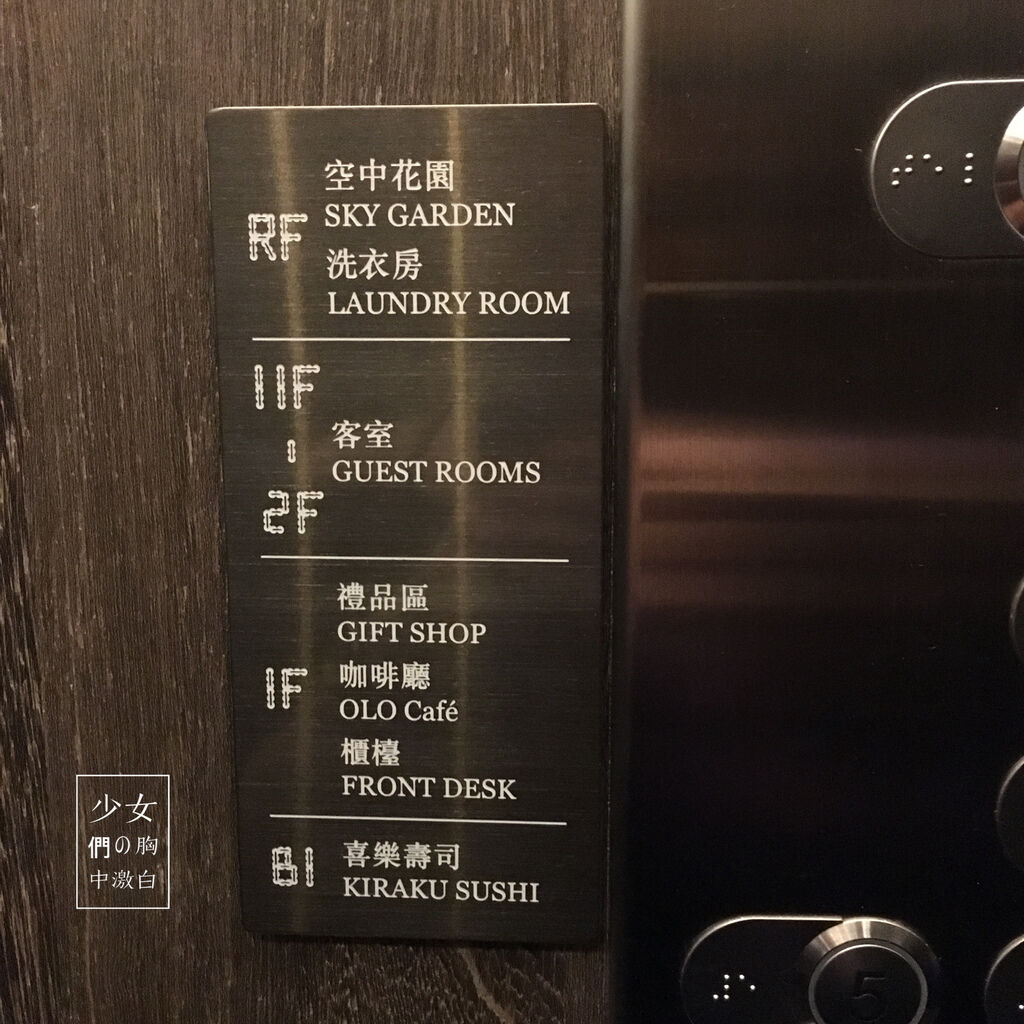 RF
空中花園
SKY GARDEN
洗衣房
LAUNDRY ROOM
11F
2F
客室
GUEST ROOMS
1F
禮品區
GIFT SHOP
咖啡廳
OLO Café
櫃檯
FRONT DESK
B1
喜樂壽司
KIRAKU SUSHI
少女
們の胸
中激白
5